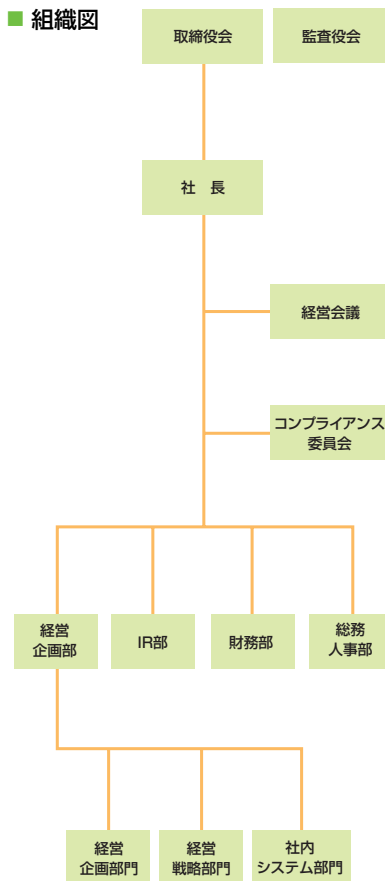 ■ 組織図
取締役会
監査役会
社　長
経営会議
コンプライアンス
委員会
経営
企画部
IR部
財務部
総務
人事部
経営
企画部門
経営
戦略部門
社内
システム部門